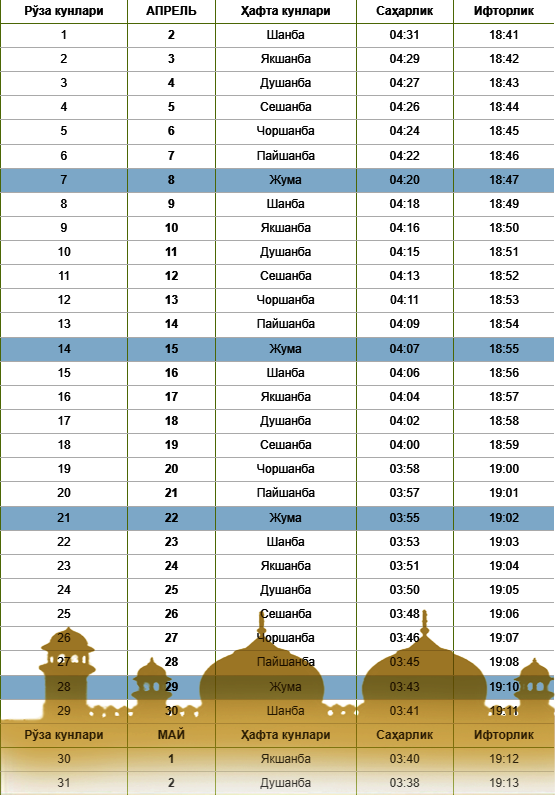 Рўза кунлари АПРЕЛЬ Ҳафта кунлари Саҳарлик Ифторлик
1 2 Шанба 04:31 18:41
2 3 Якшанба 04:29 18:42
3 4 Душанба 04:27 18:43
4 5 Сешанба 04:26 18:44
5 6 Чоршанба 04:24 18:45
6 7 Пайшанба 04:22 18:46
7 8 Жума 04:20 18:47
8 9 Шанба 04:18 18:49
9 10 Якшанба 04:16 18:50
10 11 Душанба 04:15 18:51
11 12 Сешанба 04:13 18:52
12 13 Чоршанба 04:11 18:53
13 14 Пайшанба 04:09 18:54
14 15 Жума 04:07 18:55
15 16 Шанба 04:06 18:56
16 17 Якшанба 04:04 18:57
17 18 Душанба 04:02 18:58
18 19 Сешанба 04:00 18:59
19 20 Чоршанба 03:58 19:00
20 21 Пайшанба 03:57 19:01
21 22 Жума 03:55 19:02
22 23 Шанба 03:53 19:03
23 24 Якшанба 03:51 19:04
24 25 Душанба 03:50 19:05
25 26 Сешанба 03:48 19:06
26 27 Чоршанба 03:46 19:07
27 28 Пайшанба 03:45 19:08
28 29 Жума 03:43 19:10
29 30 Шанба 03:41 19:11
Рўза кунлари МАЙ Ҳафта кунлари Саҳарлик Ифторлик
30 1 Якшанба 03:40 19:12
31 2 Душанба 03:38 19:13